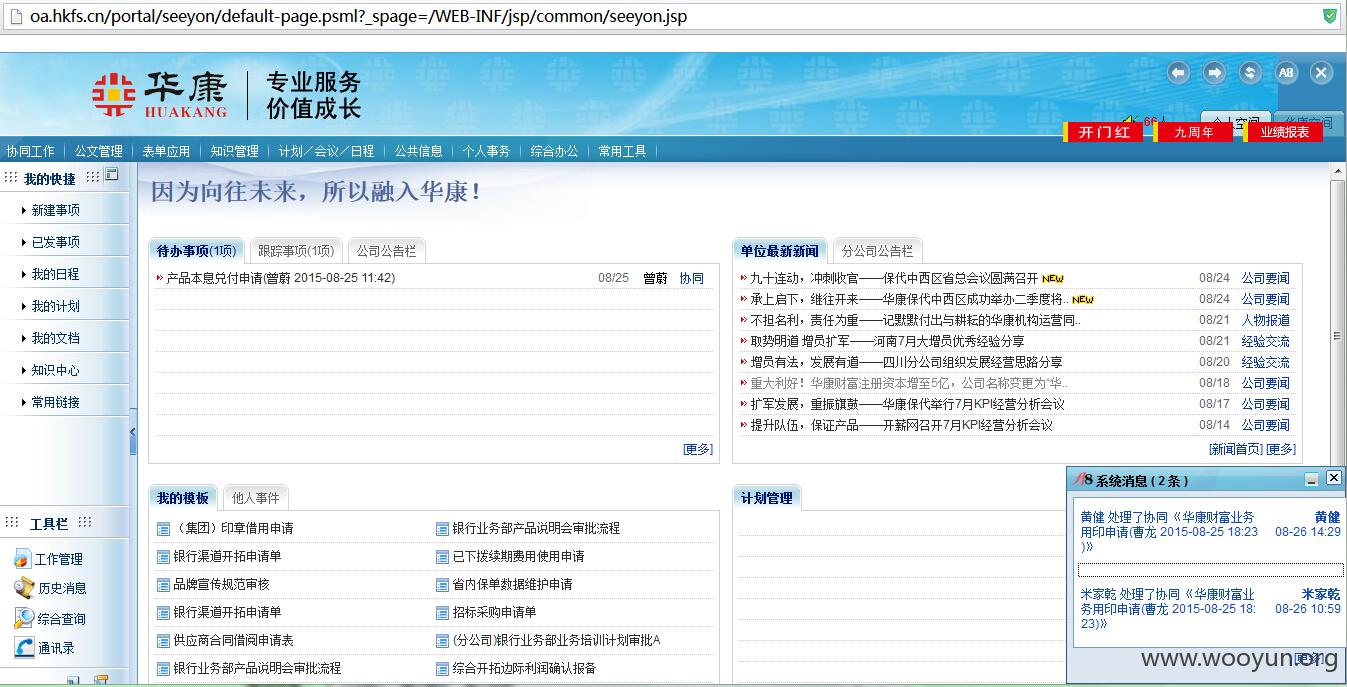 oa.hkfs.cn/portal/seeyon/default-page.psml?_spage=/WEB-INF/jsp/common/seeyon.jsp
华康 HUAKANG
专业服务
价值成长
A8
66人
个人空间
华康空间
开门红
九周年
业绩报表
协同工作 公文管理 表单应用 知识管理 计划/会议/日程 公共信息 个人事务 综合办公 常用工具
我的快捷
新建事项
已发事项
我的日程
我的计划
我的文档
知识中心
常用链接
工具栏
工作管理
历史消息
综合查询
通讯录
因为向往未来，所以融入华康！
待办事项(1项) 跟踪事项(1项) 公司公告栏
产品本息兑付申请(曾蔚 2015-08-25 11:42) 08/25 曾蔚 协同
[更多]
单位最新新闻 分公司公告栏
九十连动，冲刺收官——保代中西区省总会议圆满召开 NEW 08/24 公司要闻
承上启下，继往开来——华康保代中西区成功举办二季度将.. NEW 08/24 公司要闻
不担名利，责任为重——记默默付出与耕耘的华康机构运营同.. 08/21 人物报道
取势明道 增员扩军——河南7月大增员优秀经验分享 08/21 经验交流
增员有法，发展有道——四川分公司组织发展经营思路分享 08/20 经验交流
重大利好！华康财富注册资本增至5亿，公司名称变更为“华.. 08/18 公司要闻
扩军发展，重振旗鼓——华康保代举行7月KPI经营分析会议 08/17 公司要闻
提升队伍，保证产品——开薪网召开7月KPI经营分析会议 08/14 公司要闻
[新闻首页] [更多]
我的模板 他人事件
（集团）印章借用申请 银行业务部产品说明会审批流程
银行渠道开拓申请单 已下拨续期费用使用申请
品牌宣传规范审核 省内保单数据维护申请
银行渠道开拓申请单 招标采购申请单
供应商合同借阅申请表 (分公司)银行业务部业务培训计划审批A
银行业务部产品说明会审批流程 综合开拓边际利润确认报备
计划管理
A8 系统消息 ( 2 条 )
黄健 处理了协同《华康财富业务用印申请(曹龙 2015-08-25 18:23)》 黄健 08-26 14:29
米家乾 处理了协同《华康财富业务用印申请(曹龙 2015-08-25 18:23)》 米家乾 08-26 10:59
[更多]
www.wooyun.org